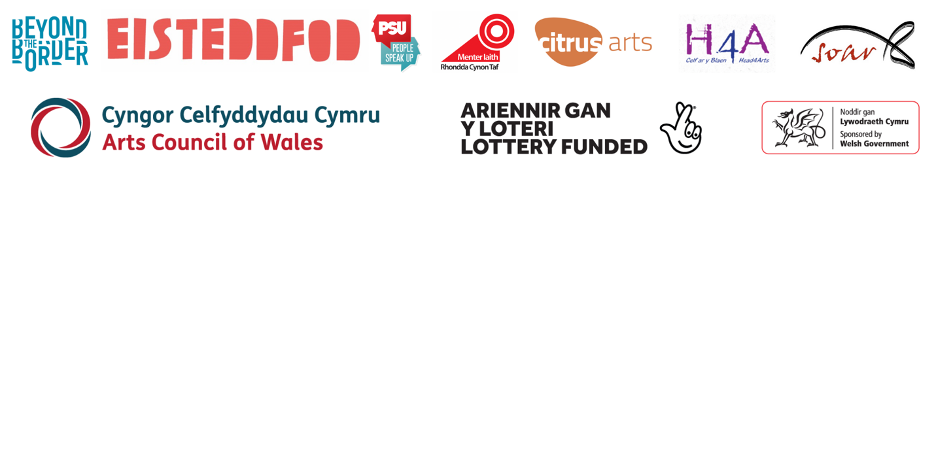 BEYOND
THE
BORDER
EISTEDDFOD
PSU
PEOPLE
SPEAK UP
Menter Iaith
Rhondda Cynon Taf
citrus arts
H4A
Celf ar y Blaen Head4Arts
soar
Cyngor Celfyddydau Cymru
Arts Council of Wales
ARIENNIR GAN
Y LOTERI
LOTTERY FUNDED
Noddir gan
Lywodraeth Cymru
Sponsored by
Welsh Government